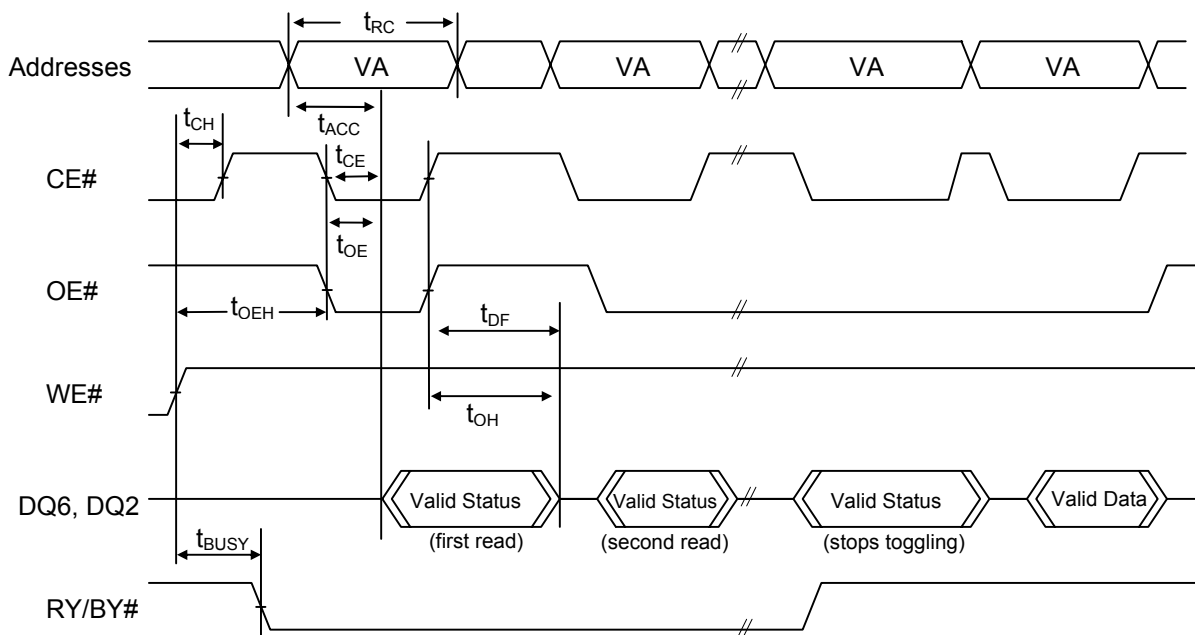 tRC
Addresses VA VA VA VA
tCH
tACC
tCE
CE#
tOE
OE#
tOEH
tDF
WE#
tOH
DQ6, DQ2 Valid Status Valid Status Valid Status Valid Data
(first read) (second read) (stops toggling)
tBUSY
RY/BY#